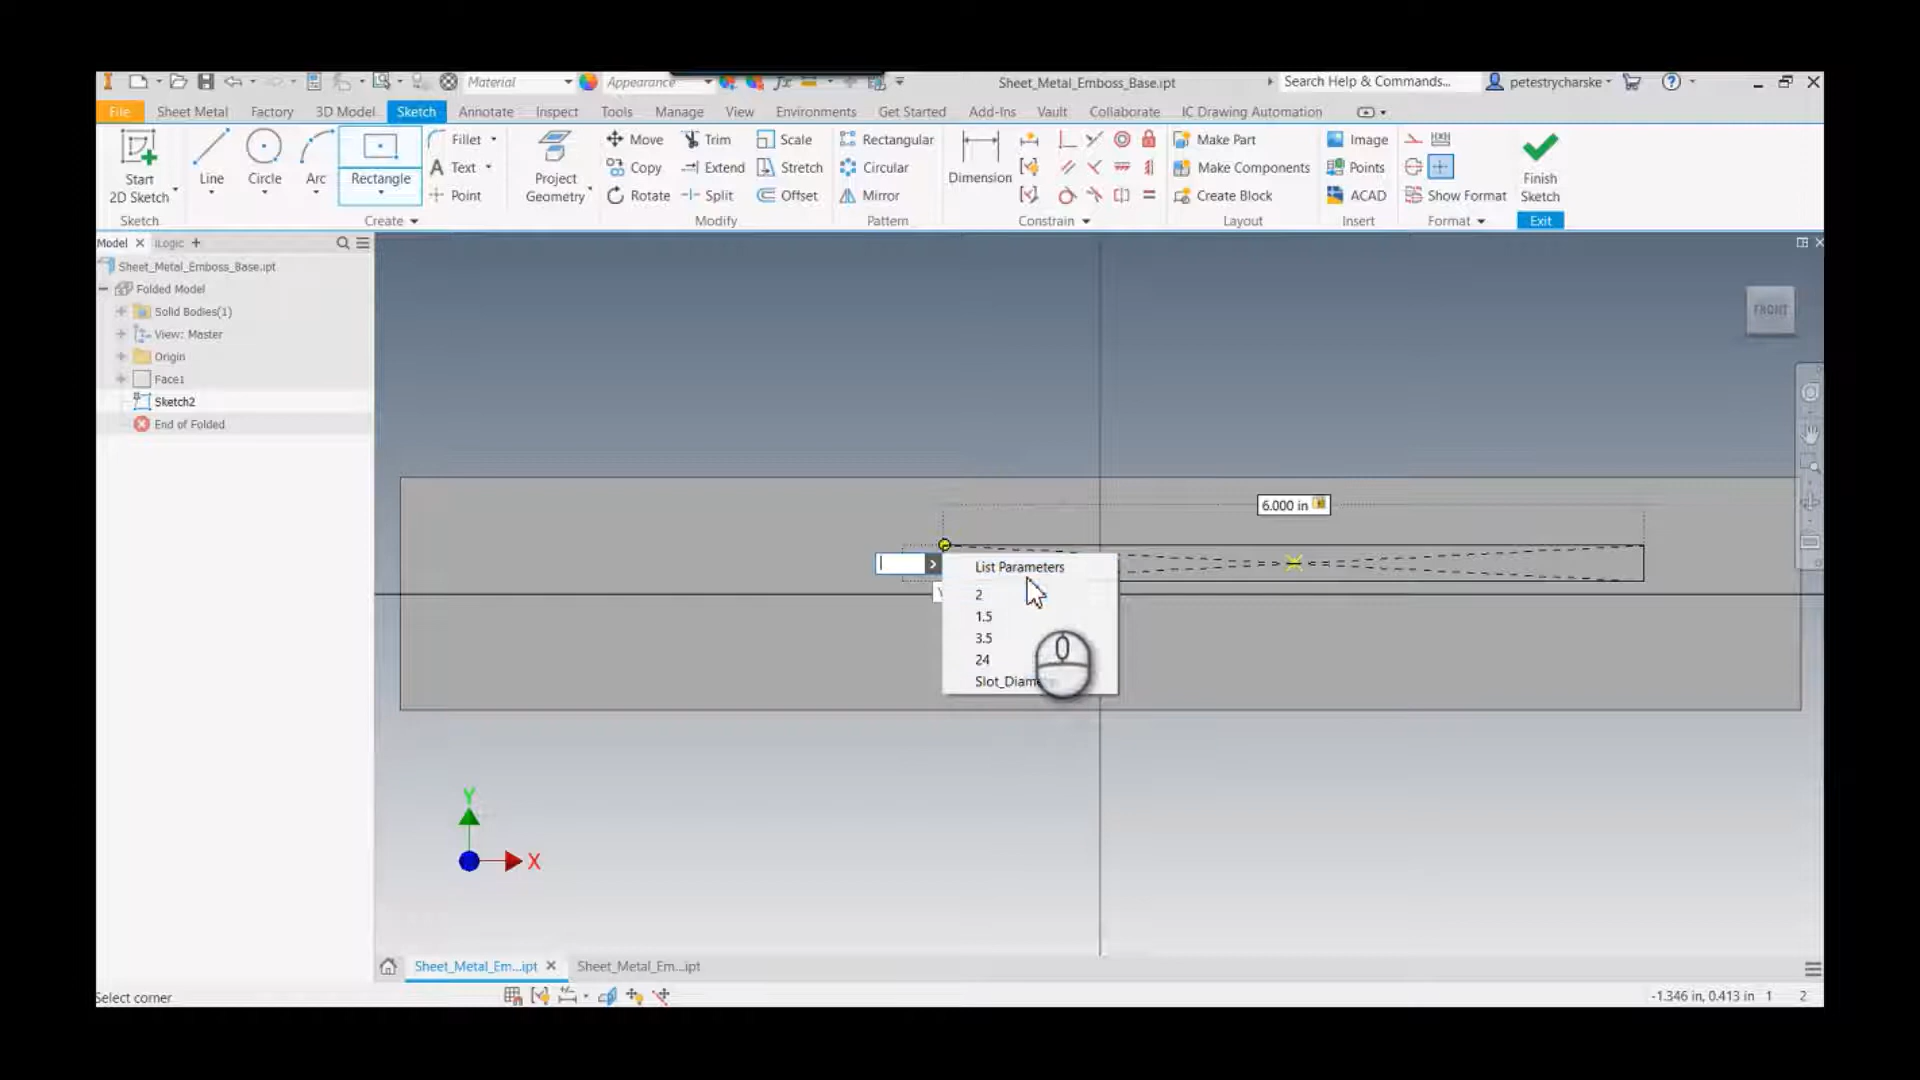 Material
Appearance
fx
Sheet_Metal_Emboss_Base.ipt
Search Help & Commands...
petestrycharske
File
Sheet Metal
Factory
3D Model
Sketch
Annotate
Inspect
Tools
Manage
View
Environments
Get Started
Add-Ins
Vault
Collaborate
IC Drawing Automation
Start
2D Sketch
Line
Circle
Arc
Rectangle
Fillet
Text
Point
Project
Geometry
Move
Copy
Rotate
Trim
Extend
Split
Scale
Stretch
Offset
Rectangular
Circular
Mirror
Dimension
Make Part
Make Components
Create Block
Image
Points
ACAD
Show Format
Finish
Sketch
Sketch
Create
Modify
Pattern
Constrain
Layout
Insert
Format
Exit
Model
iLogic
Sheet_Metal_Emboss_Base.ipt
Folded Model
Solid Bodies(1)
View: Master
Origin
Face1
Sketch2
End of Folded
FRONT
6.000 in
List Parameters
2
1.5
3.5
24
Y
X
Sheet_Metal_Em...ipt
Sheet_Metal_Em...ipt
Select corner
-1.346 in, 0.413 in 1 2